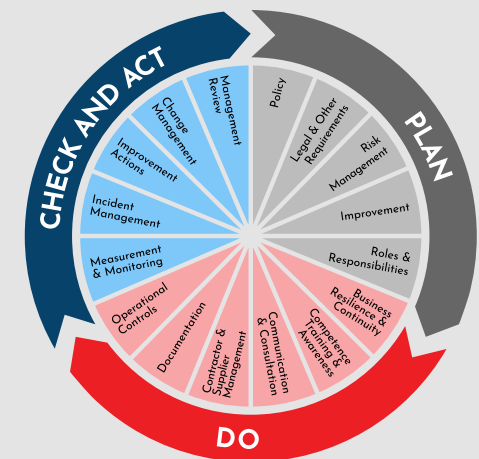 CHECK AND ACT
PLAN
DO
Policy
Legal & Other
Requirements
Risk
Management
Improvement
Roles &
Responsibilities
Business
Resilience &
Continuity
Competence
Training &
Awareness
Communication
& Consultation
Contractor &
Supplier
Management
Documentation
Operational
Controls
Measurement
& Monitoring
Incident
Management
Improvement
Actions
Change
Management
Management
Review